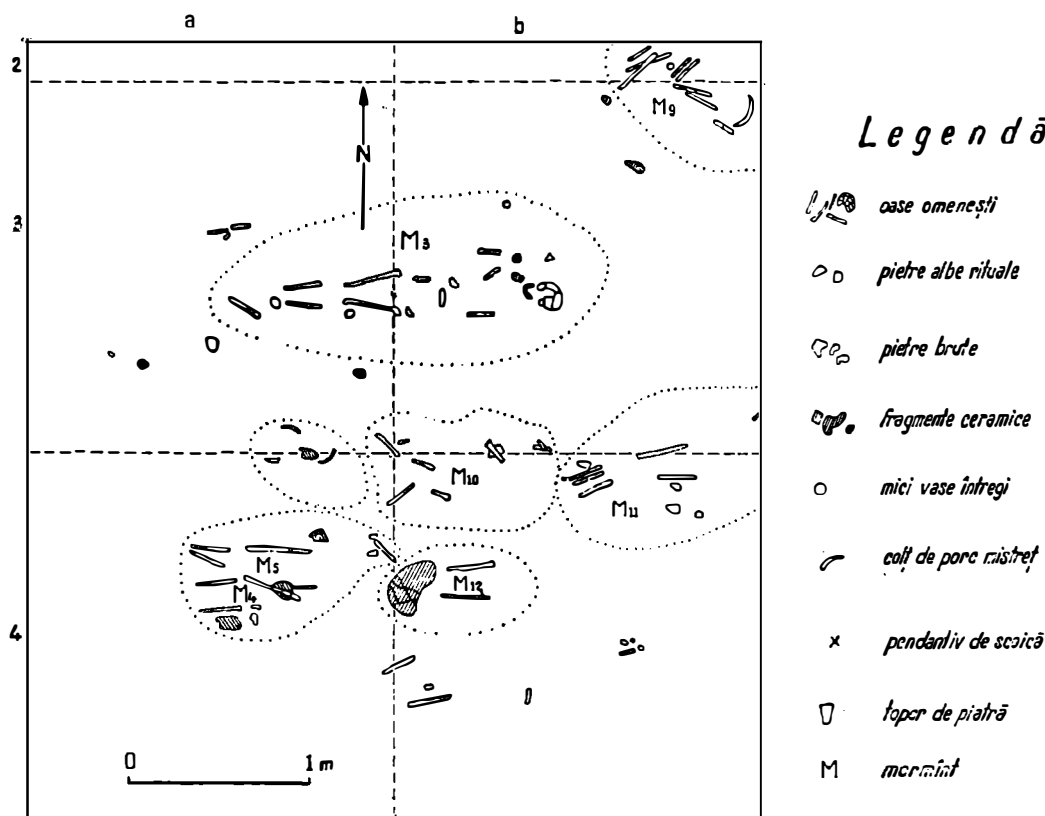 a b
2
M9
Legendă
N
oase omenești
3
M3
pietre albe rituale
pietre brute
fragmente ceramice
M10
mici vase întregi
M11
M5
colț de porc mistreț
M12
M4
4
pendantiv de scoică
topor de piatră
0 1 m
M mormînt